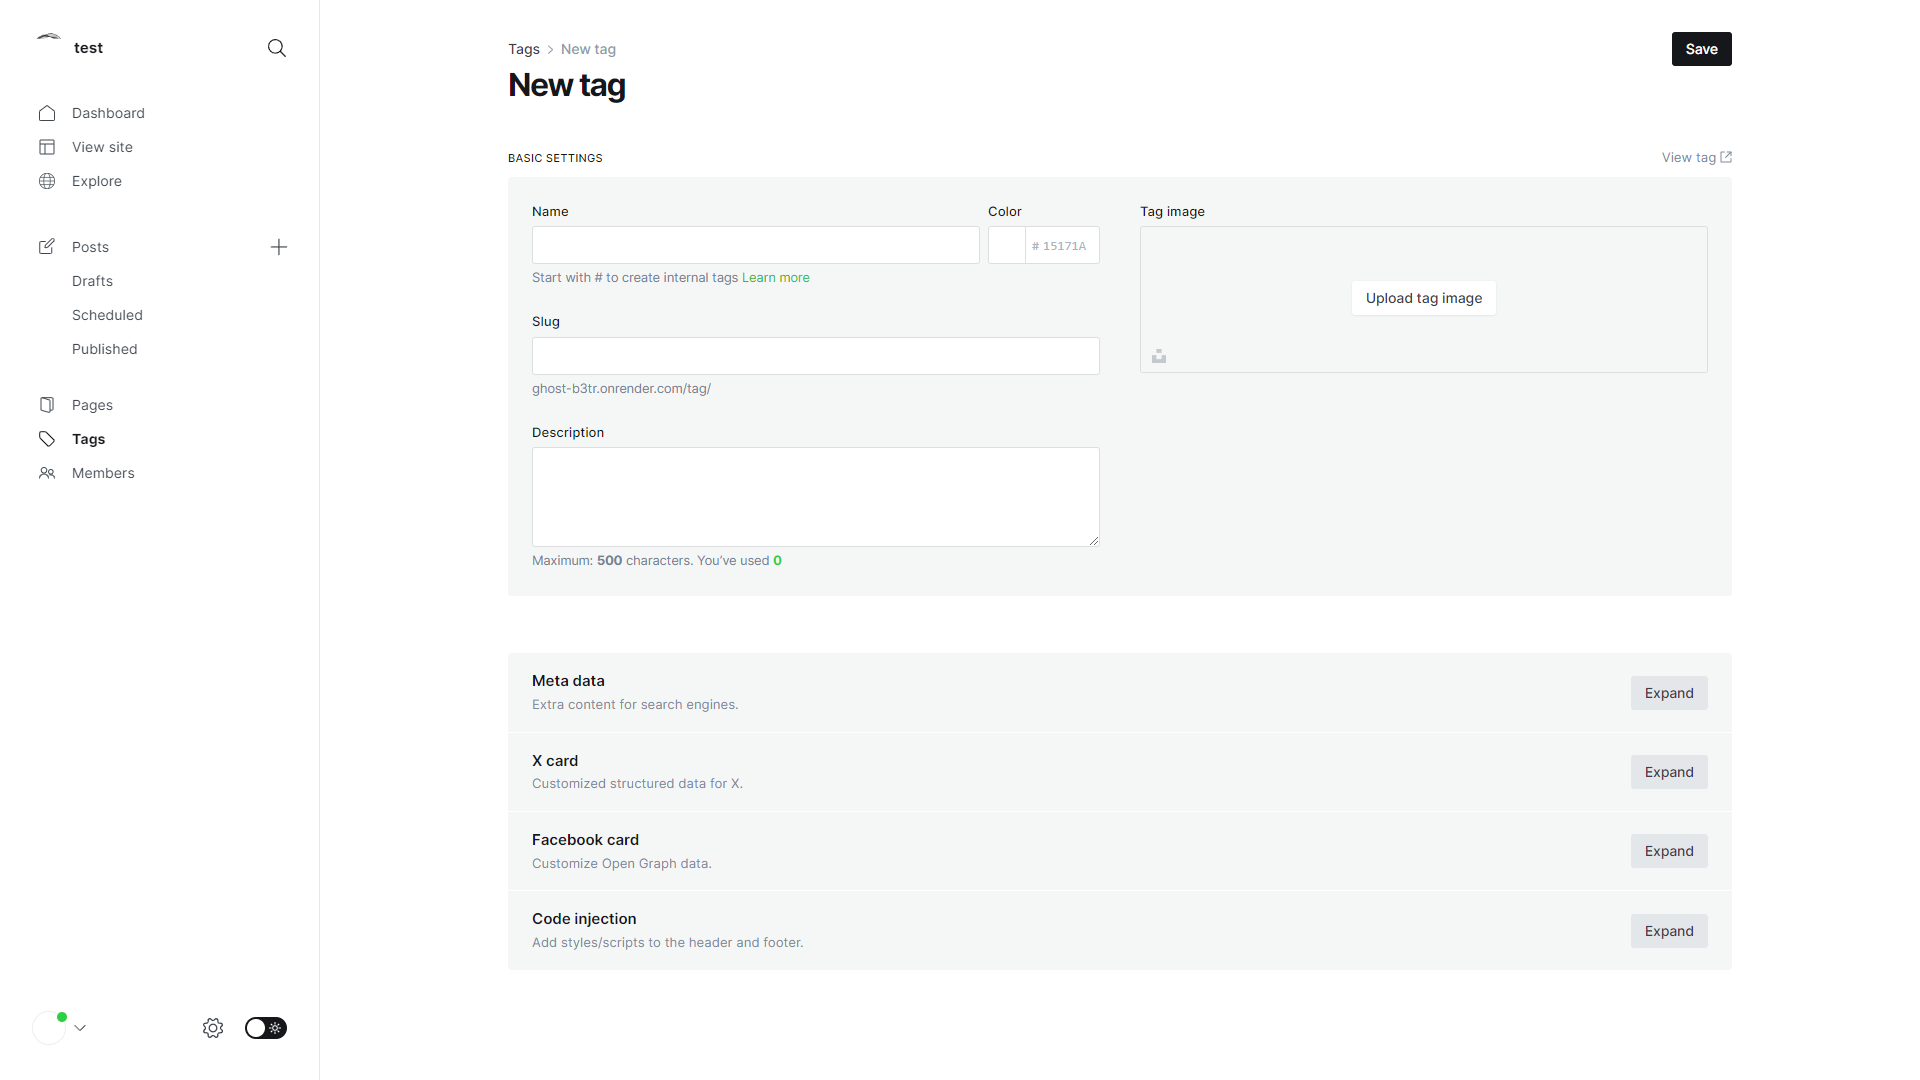 test
Dashboard
View site
Explore
Posts
Drafts
Scheduled
Published
Pages
Tags
Members
Tags > New tag
New tag
Save
BASIC SETTINGS
View tag
Name
Color
# 15171A
Start with # to create internal tags Learn more
Slug
ghost-b3tr.onrender.com/tag/
Description
Maximum: 500 characters. You've used 0
Tag image
Upload tag image
Meta data
Extra content for search engines.
Expand
X card
Customized structured data for X.
Expand
Facebook card
Customize Open Graph data.
Expand
Code injection
Add styles/scripts to the header and footer.
Expand